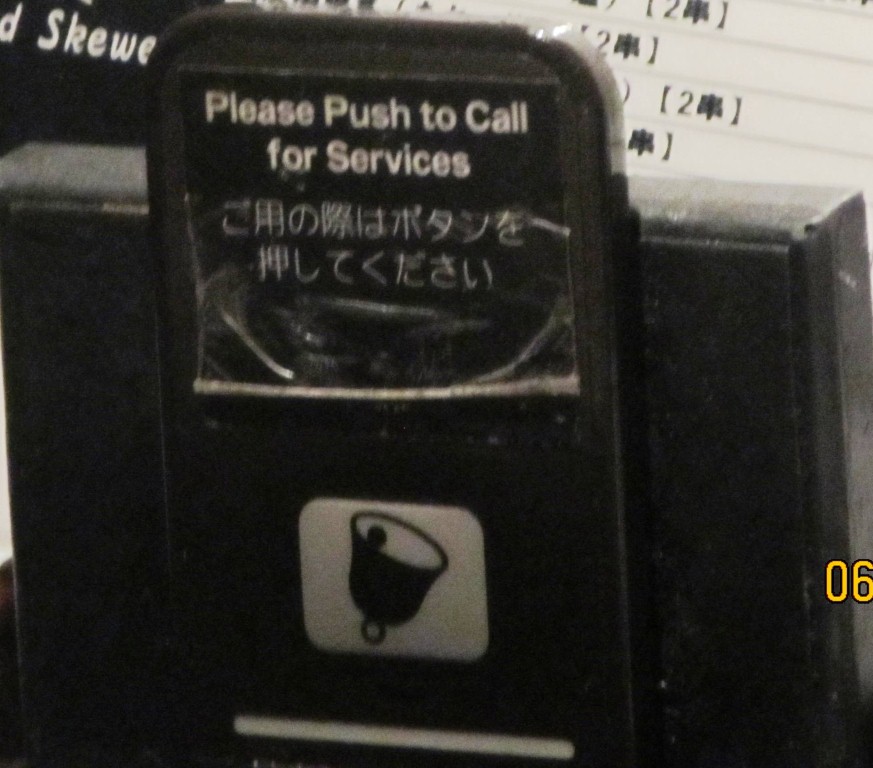 d Skewe
【2串】
2串】
【2串】
串】
Please Push to Call
for Services
ご用の際はボタンを
押してください
06